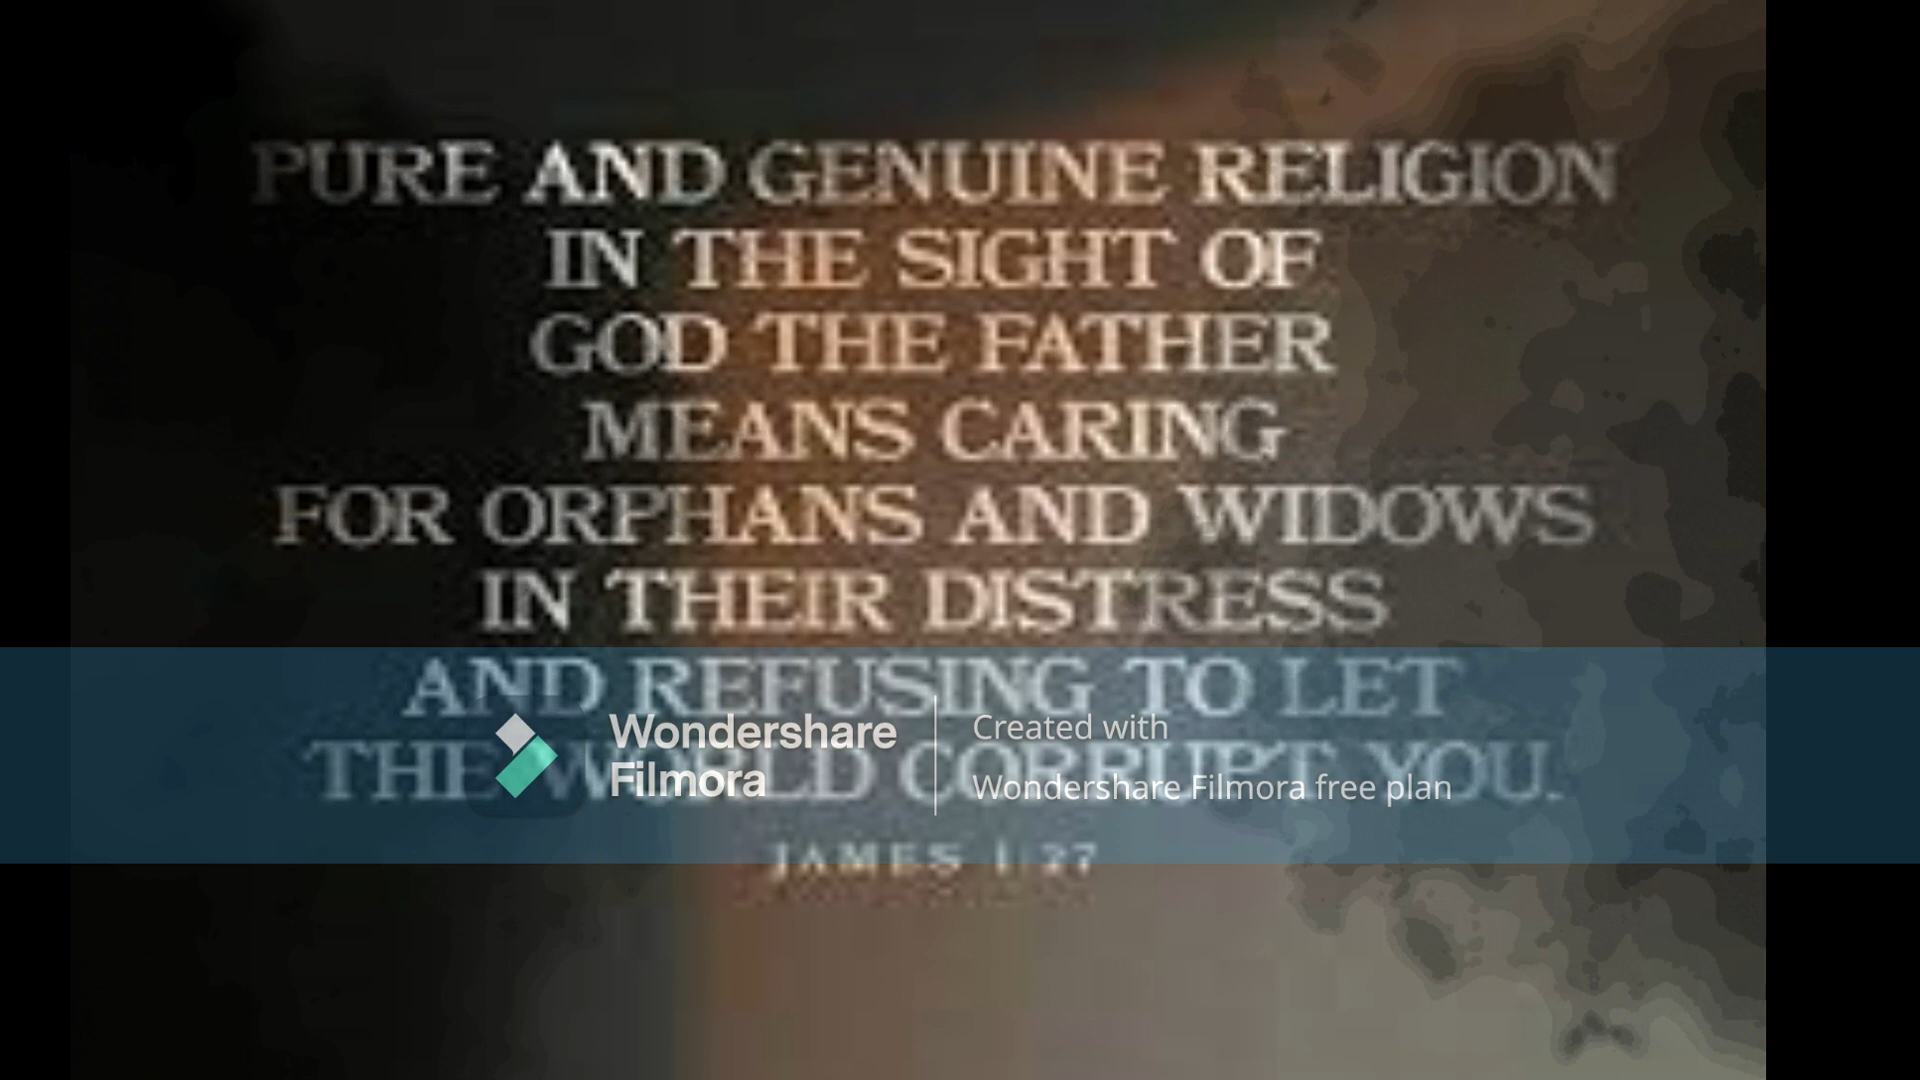 PURE AND GENUINE RELIGION
IN THE SIGHT OF
GOD THE FATHER
MEANS CARING
FOR ORPHANS AND WIDOWS
IN THEIR DISTRESS
AND REFUSING TO LET
THE WORLD CORRUPT YOU.
Wondershare
Filmora
Created with
Wondershare Filmora free plan
JAMES 1:27